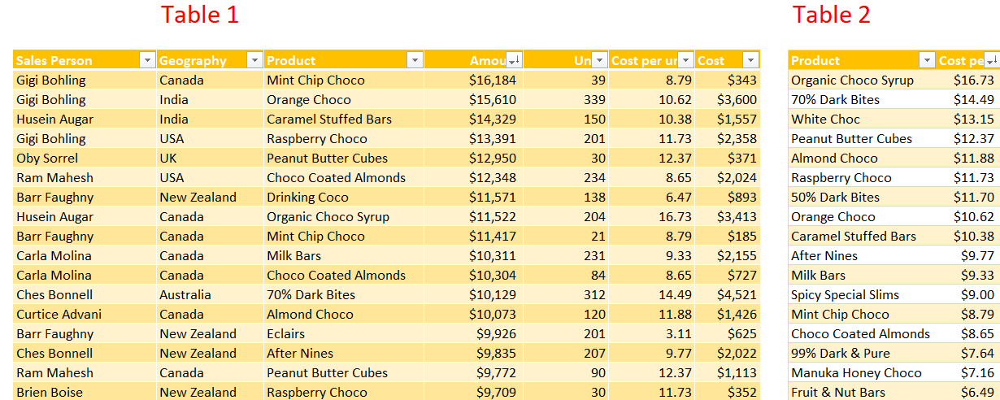 Table 1 Table 2
Sales Person Geography Product Amou Un Cost per un Cost Product Cost pe
Gigi Bohling Canada Mint Chip Choco $16,184 39 8.79 $343 Organic Choco Syrup $16.73
Gigi Bohling India Orange Choco $15,610 339 10.62 $3,600 70% Dark Bites $14.49
Husein Augar India Caramel Stuffed Bars $14,329 150 10.38 $1,557 White Choc $13.15
Gigi Bohling USA Raspberry Choco $13,391 201 11.73 $2,358 Peanut Butter Cubes $12.37
Oby Sorrel UK Peanut Butter Cubes $12,950 30 12.37 $371 Almond Choco $11.88
Ram Mahesh USA Choco Coated Almonds $12,348 234 8.65 $2,024 Raspberry Choco $11.73
Barr Faughny New Zealand Drinking Coco $11,571 138 6.47 $893 50% Dark Bites $11.70
Husein Augar Canada Organic Choco Syrup $11,522 204 16.73 $3,413 Orange Choco $10.62
Barr Faughny Canada Mint Chip Choco $11,417 21 8.79 $185 Caramel Stuffed Bars $10.38
Carla Molina Canada Milk Bars $10,311 231 9.33 $2,155 After Nines $9.77
Carla Molina Canada Choco Coated Almonds $10,304 84 8.65 $727 Milk Bars $9.33
Ches Bonnell Australia 70% Dark Bites $10,129 312 14.49 $4,521 Spicy Special Slims $9.00
Curtice Advani Canada Almond Choco $10,073 120 11.88 $1,426 Mint Chip Choco $8.79
Barr Faughny New Zealand Eclairs $9,926 201 3.11 $625 Choco Coated Almonds $8.65
Ches Bonnell New Zealand After Nines $9,835 207 9.77 $2,022 99% Dark & Pure $7.64
Ram Mahesh Canada Peanut Butter Cubes $9,772 90 12.37 $1,113 Manuka Honey Choco $7.16
Brien Boise New Zealand Raspberry Choco $9,709 30 11.73 $352 Fruit & Nut Bars $6.49